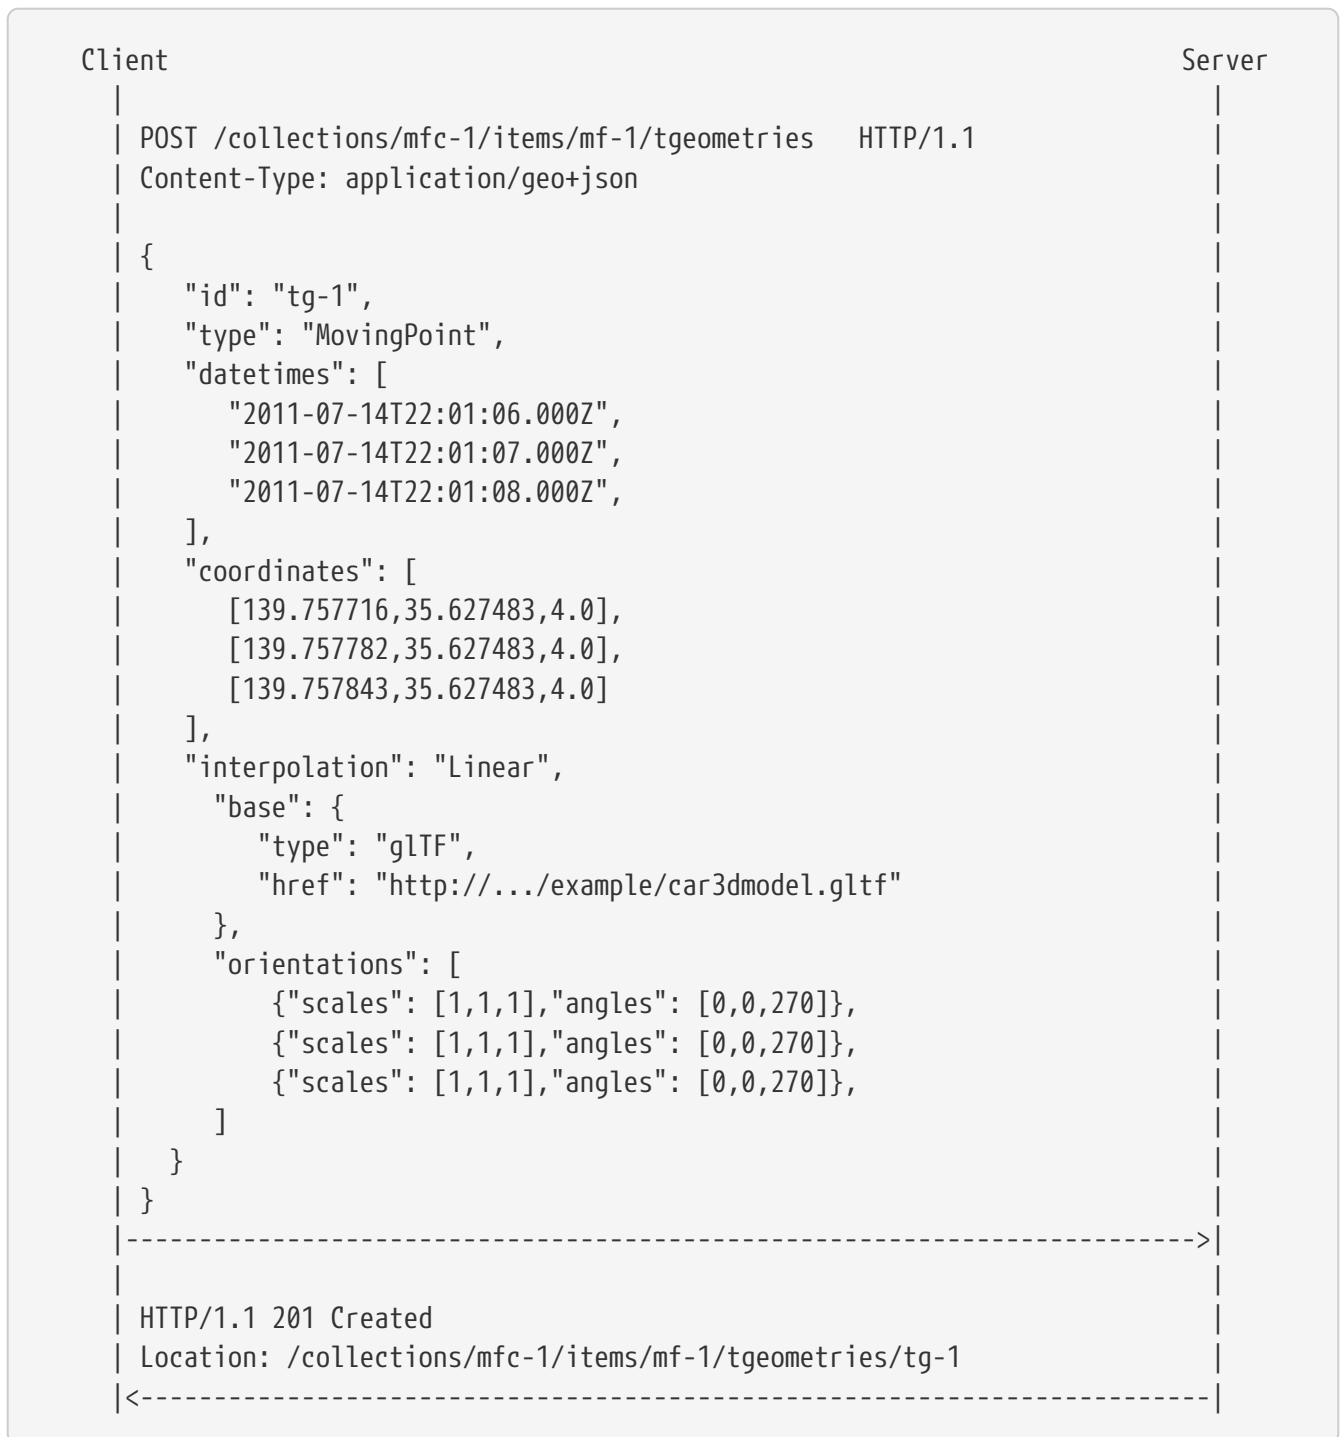 Client                                                                       Server
  |                                                                           |
  | POST /collections/mfc-1/items/mf-1/tgeometries   HTTP/1.1                 |
  | Content-Type: application/geo+json                                        |
  |                                                                           |
  | {                                                                         |
  |    "id": "tg-1",                                                          |
  |    "type": "MovingPoint",                                                 |
  |    "datetimes": [                                                         |
  |       "2011-07-14T22:01:06.000Z",                                         |
  |       "2011-07-14T22:01:07.000Z",                                         |
  |       "2011-07-14T22:01:08.000Z",                                         |
  |    ],                                                                     |
  |    "coordinates": [                                                       |
  |       [139.757716,35.627483,4.0],                                         |
  |       [139.757782,35.627483,4.0],                                         |
  |       [139.757843,35.627483,4.0]                                          |
  |    ],                                                                     |
  |    "interpolation": "Linear",                                             |
  |      "base": {                                                            |
  |         "type": "glTF",                                                   |
  |         "href": "http://.../example/car3dmodel.gltf"                      |
  |      },                                                                   |
  |      "orientations": [                                                    |
  |          {"scales": [1,1,1],"angles": [0,0,270]},                         |
  |          {"scales": [1,1,1],"angles": [0,0,270]},                         |
  |          {"scales": [1,1,1],"angles": [0,0,270]},                         |
  |      ]                                                                    |
  |   }                                                                       |
  | }                                                                         |
  |-------------------------------------------------------------------------->|
  |                                                                           |
  | HTTP/1.1 201 Created                                                      |
  | Location: /collections/mfc-1/items/mf-1/tgeometries/tg-1                  |
  |<--------------------------------------------------------------------------|